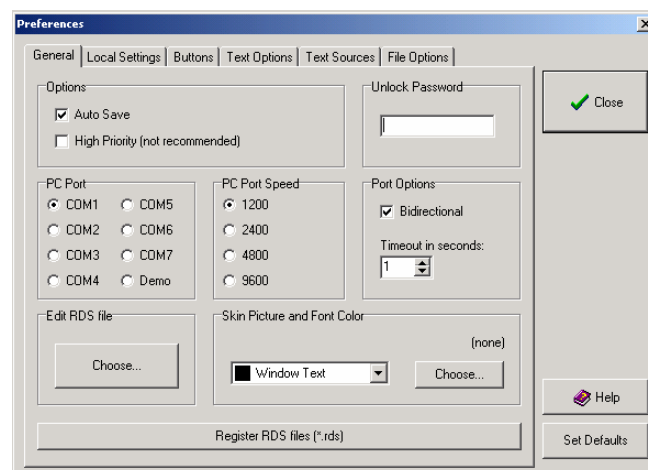 Preferences
General Local Settings Buttons Text Options Text Sources File Options
Options
Auto Save
High Priority (not recommended)
Unlock Password
Close
PC Port
COM1 COM5
COM2 COM6
COM3 COM7
COM4 Demo
PC Port Speed
1200
2400
4800
9600
Port Options
Bidirectional
Timeout in seconds:
1
Edit RDS file
Choose...
Skin Picture and Font Color
(none)
Window Text Choose...
Register RDS files (*.rds)
Help
Set Defaults